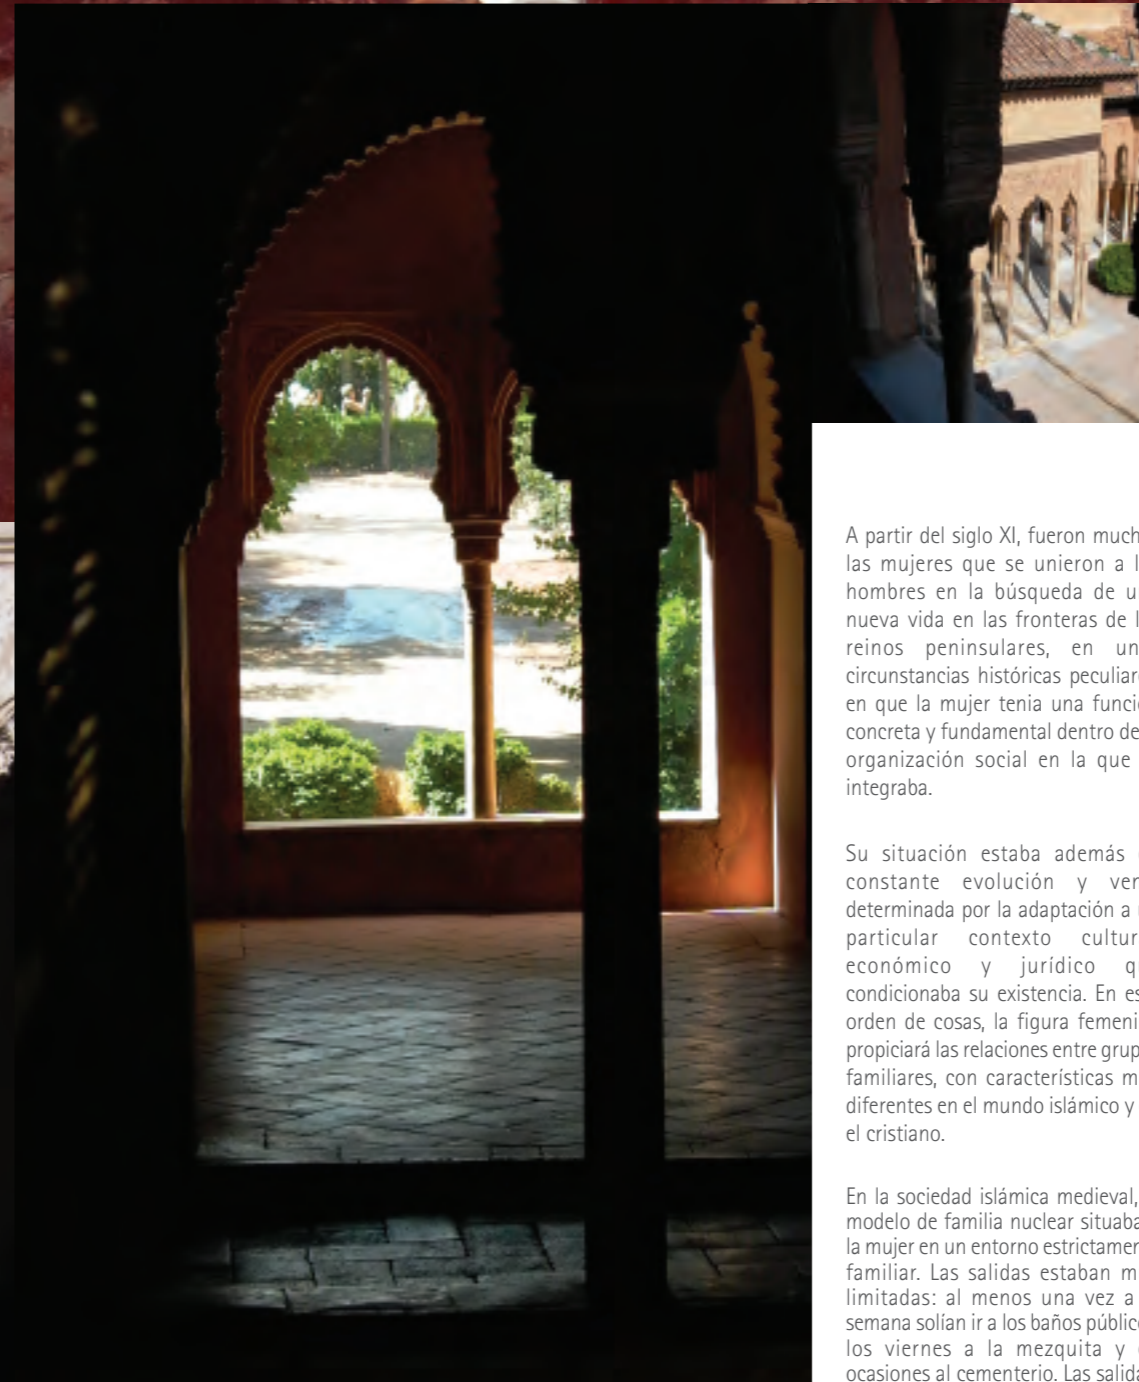 A partir del siglo XI, fueron much
las mujeres que se unieron a l
hombres en la búsqueda de u
nueva vida en las fronteras de l
reinos peninsulares, en un
circunstancias históricas peculiare
en que la mujer tenia una funci
concreta y fundamental dentro de
organización social en la que
integraba.
Su situación estaba además
constante evolución y ven
determinada por la adaptación a
particular contexto cultur
económico y jurídico q
condicionaba su existencia. En es
orden de cosas, la figura femeni
propiciará las relaciones entre grup
familiares, con características m
diferentes en el mundo islámico y
el cristiano.
En la sociedad islámica medieval,
modelo de familia nuclear situaba
la mujer en un entorno estrictamen
familiar. Las salidas estaban m
limitadas: al menos una vez a
semana solían ir a los baños público
los viernes a la mezquita y
ocasiones al cementerio. Las salida